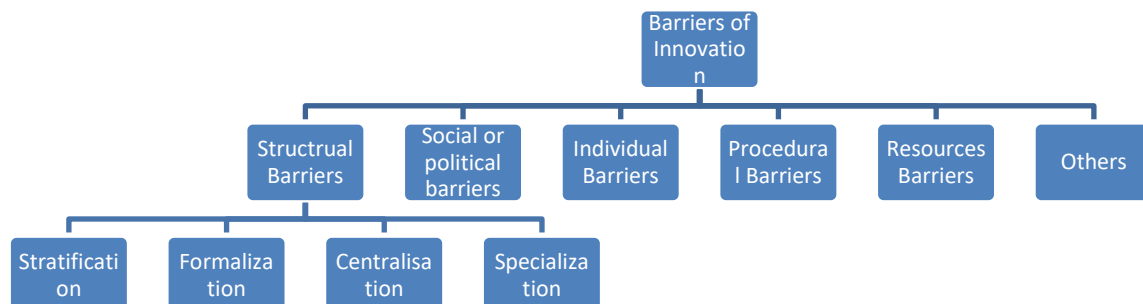 Barriers of
Innovatio
n
Structrual
Barriers
Social or
political
barriers
Individual
Barriers
Procedura
l Barriers
Resources
Barriers
Others
Stratificati
on
Formaliza
tion
Centralisa
tion
Specializa
tion